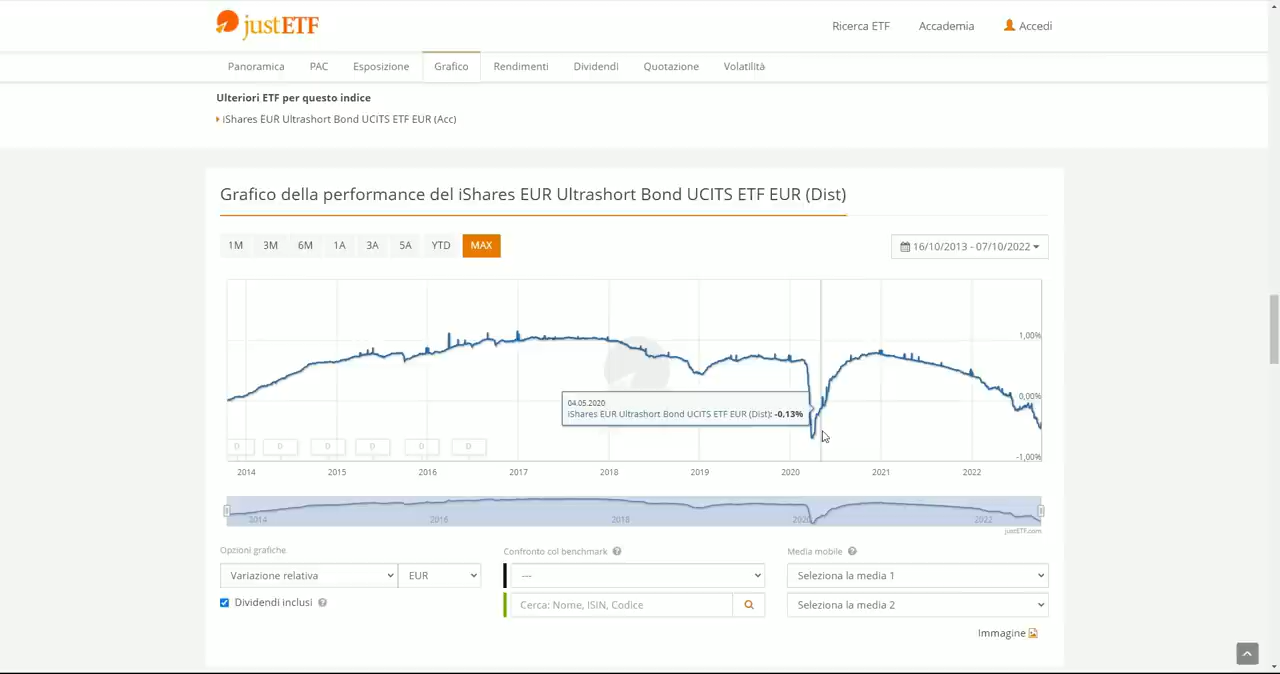 justETF
Ricerca ETF Accademia Accedi
Panoramica PAC Esposizione Grafico Rendimenti Dividendi Quotazione Volatilità
Ulteriori ETF per questo indice
iShares EUR Ultrashort Bond UCITS ETF EUR (Acc)
Grafico della performance del iShares EUR Ultrashort Bond UCITS ETF EUR (Dist)
1M 3M 6M 1A 3A 5A YTD MAX
16/10/2013 - 07/10/2022
1,00%
0,00%
04.05.2020
iShares EUR Ultrashort Bond UCITS ETF EUR (Dist): -0,13%
D D D D D D
-1,00%
2014 2015 2016 2017 2018 2019 2020 2021 2022
2014 2016 2018 2020 2022
justETF.com
Opzioni grafiche Confronto col benchmark ? Media mobile ?
Variazione relativa EUR --- Seleziona la media 1
Dividendi inclusi ? Cerca: Nome, ISIN, Codice Seleziona la media 2
Immagine